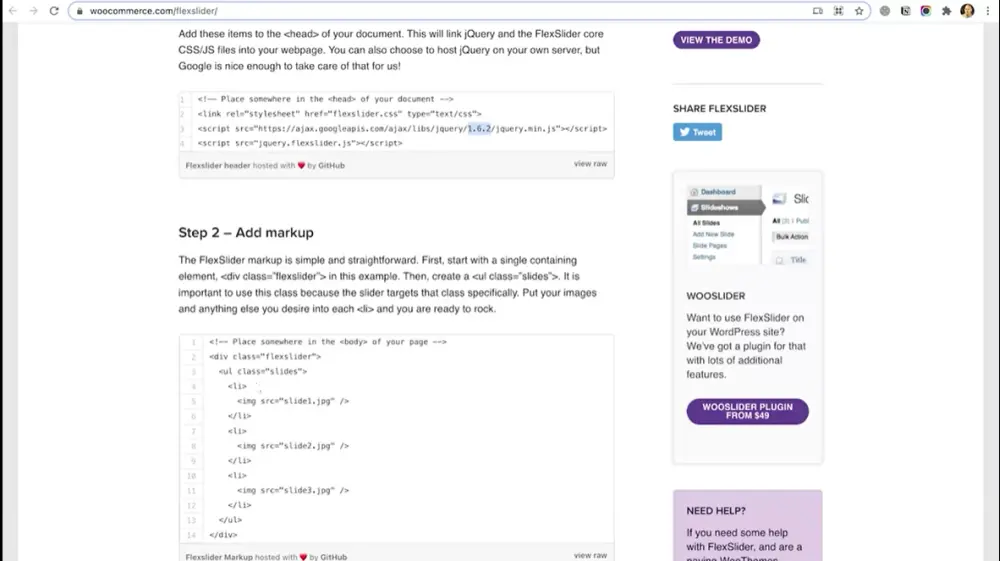 woocommerce.com/flexslider/
Add these items to the <head> of your document. This will link jQuery and the FlexSlider core
CSS/JS files into your webpage. You can also choose to host jQuery on your own server, but
Google is nice enough to take care of that for us!
1 <!-- Place somewhere in the <head> of your document -->
2 <link rel="stylesheet" href="flexslider.css" type="text/css">
3 <script src="https://ajax.googleapis.com/ajax/libs/jquery/1.6.2/jquery.min.js"></script>
4 <script src="jquery.flexslider.js"></script>
Flexslider header hosted with ❤ by GitHub view raw
Step 2 – Add markup
The FlexSlider markup is simple and straightforward. First, start with a single containing
element, <div class="flexslider"> in this example. Then, create a <ul class="slides">. It is
important to use this class because the slider targets that class specifically. Put your images
and anything else you desire into each <li> and you are ready to rock.
1 <!-- Place somewhere in the <body> of your page -->
2 <div class="flexslider">
3 <ul class="slides">
4 <li>
5 <img src="slide1.jpg" />
6 </li>
7 <li>
8 <img src="slide2.jpg" />
9 </li>
10 <li>
11 <img src="slide3.jpg" />
12 </li>
13 </ul>
14 </div>
Flexslider Markup hosted with ❤ by GitHub view raw
VIEW THE DEMO
SHARE FLEXSLIDER
Tweet
Dashboard
Slideshows
All Slides
Add New Slide
Slide Pages
Settings
Slic
All (3) | Publ
Bulk Action
Title
WOOSLIDER
Want to use FlexSlider on
your WordPress site?
We've got a plugin for that
with lots of additional
features.
WOOSLIDER PLUGIN
FROM $49
NEED HELP?
If you need some help
with FlexSlider, and are a
paying WooThemes